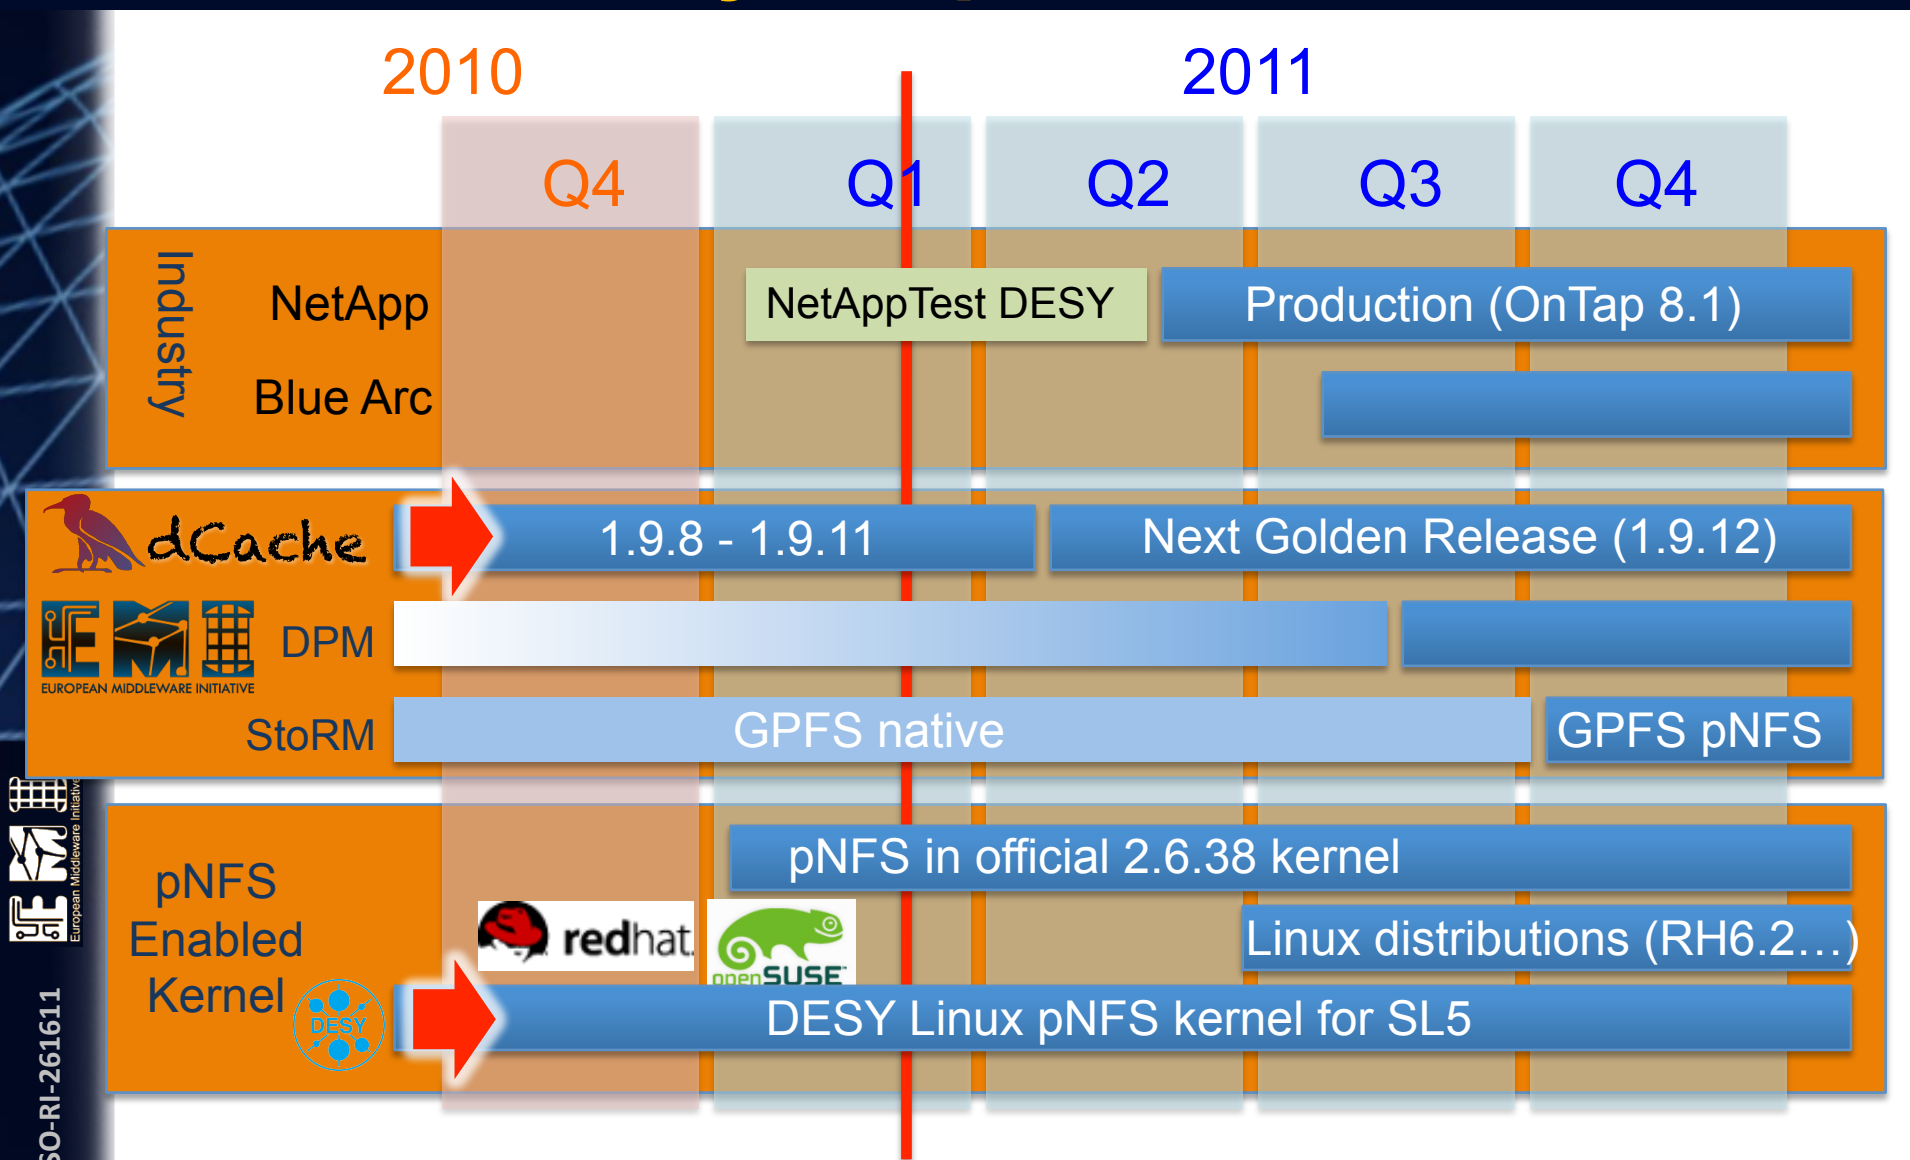 2010
2011
Q4
Q1
Q2
Q3
Q4
Industry
NetApp
NetAppTest DESY
Production (OnTap 8.1)
Blue Arc
dCache
1.9.8 - 1.9.11
Next Golden Release (1.9.12)
EMI
EUROPEAN MIDDLEWARE INITIATIVE
DPM
StoRM
GPFS native
GPFS pNFS
pNFS
Enabled
Kernel
pNFS in official 2.6.38 kernel
redhat.
openSUSE
Linux distributions (RH6.2…)
DESY
DESY Linux pNFS kernel for SL5
EMI
European Middleware Initiative
SO-RI-261611